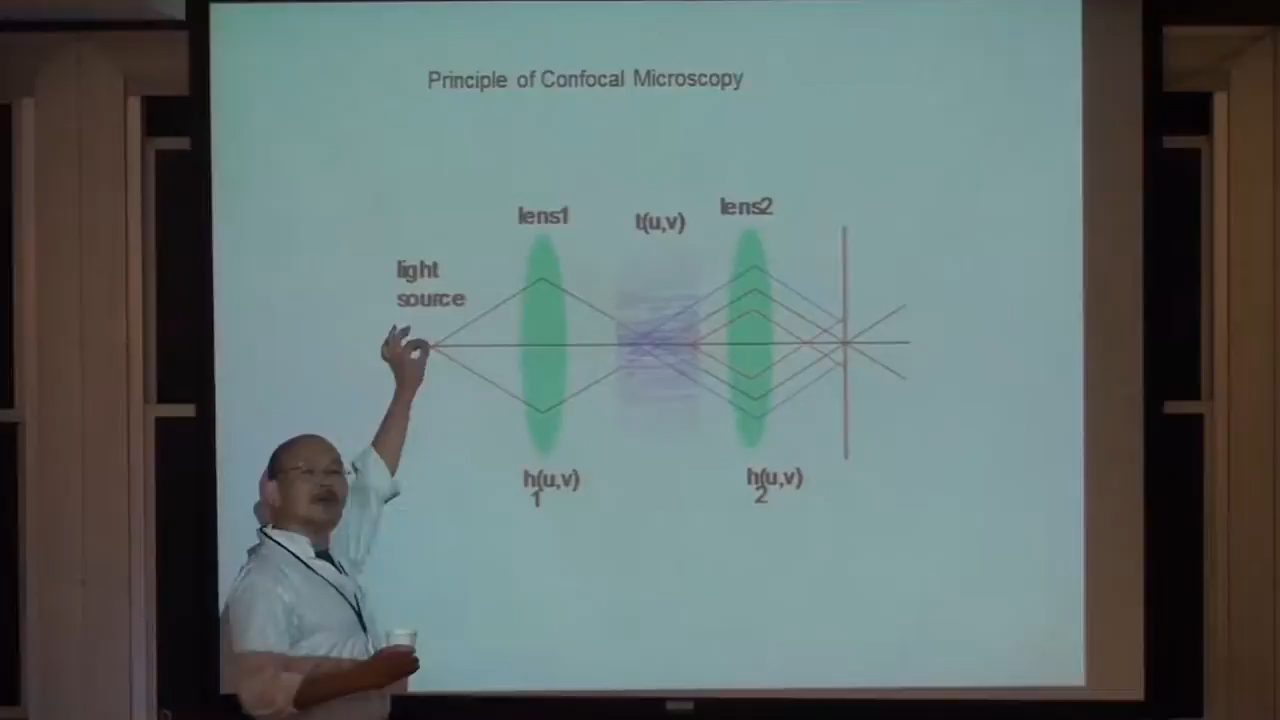 Principle of Confocal Microscopy
lens1
t(u,v)
lens2
light
source
h(u,v)
1
h(u,v)
2